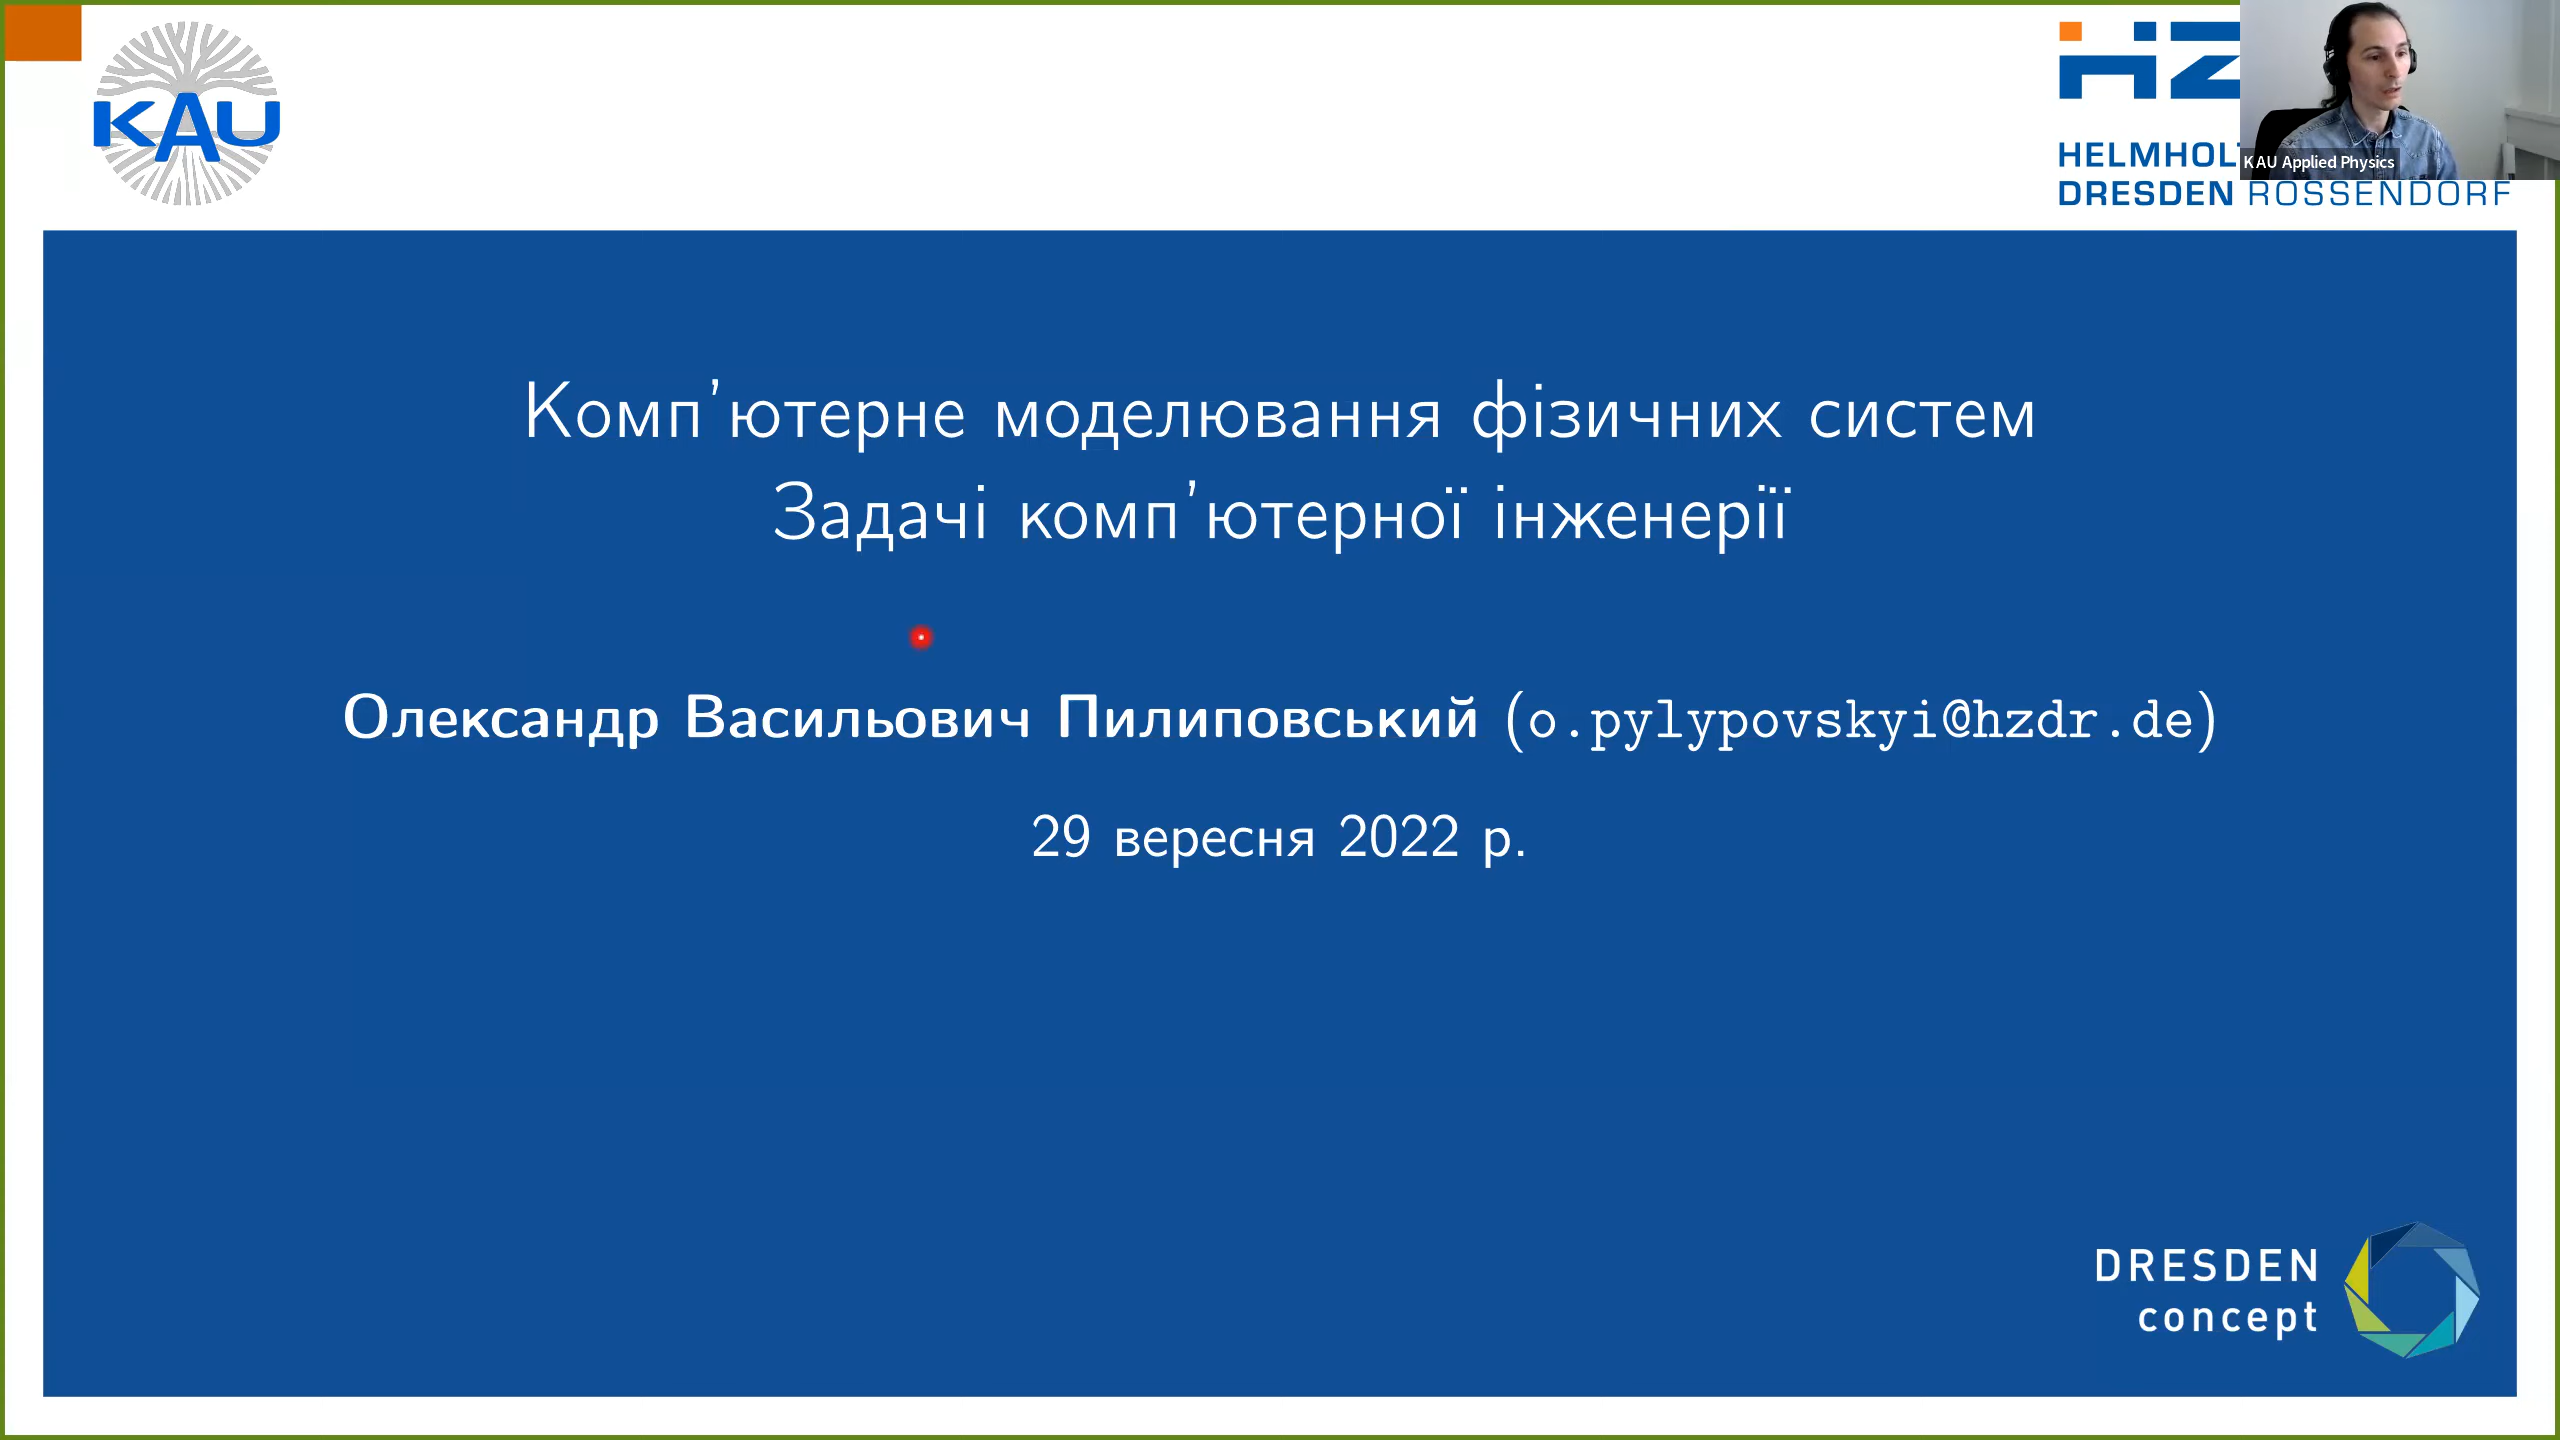 KAU
HZ
HELMHOL
DRESDEN ROSSENDORF
KAU Applied Physics
Комп'ютерне моделювання фізичних систем
Задачі комп'ютерної інженерії
Олександр Васильович Пилиповський (o.pylypovskyi@hzdr.de)
29 вересня 2022 р.
DRESDEN
concept